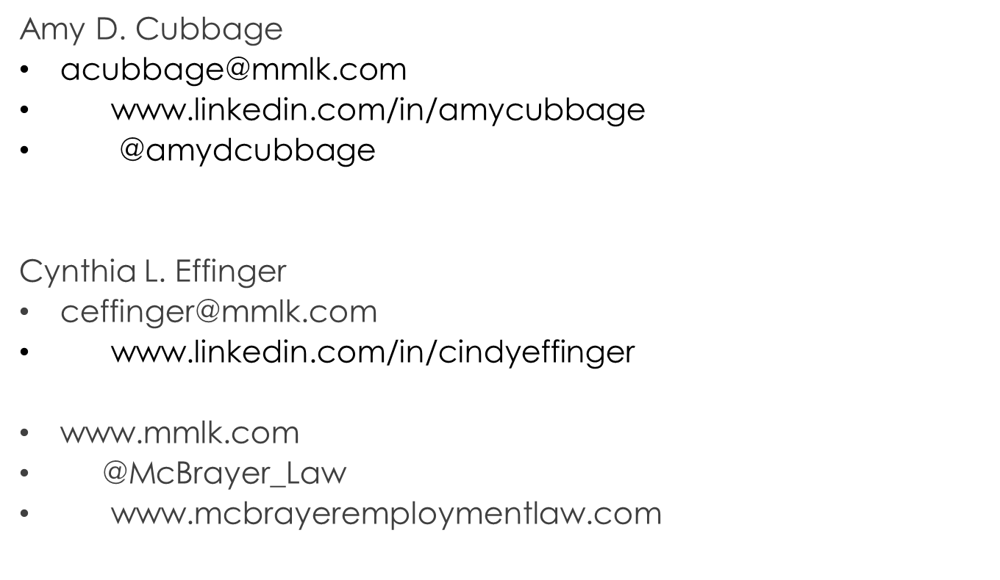 Amy D. Cubbage
• acubbage@mmlk.com
• www.linkedin.com/in/amycubbage
• @amydcubbage
Cynthia L. Effinger
• ceffinger@mmlk.com
• www.linkedin.com/in/cindyeffinger
• www.mmlk.com
• @McBrayer_Law
• www.mcbrayeremploymentlaw.com